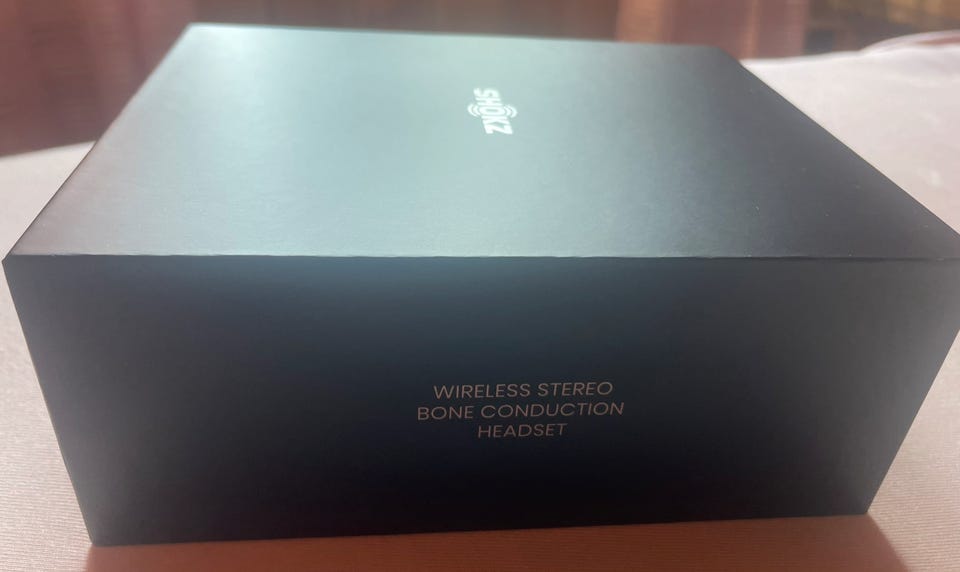 SHOKZ
WIRELESS STEREO
BONE CONDUCTION
HEADSET